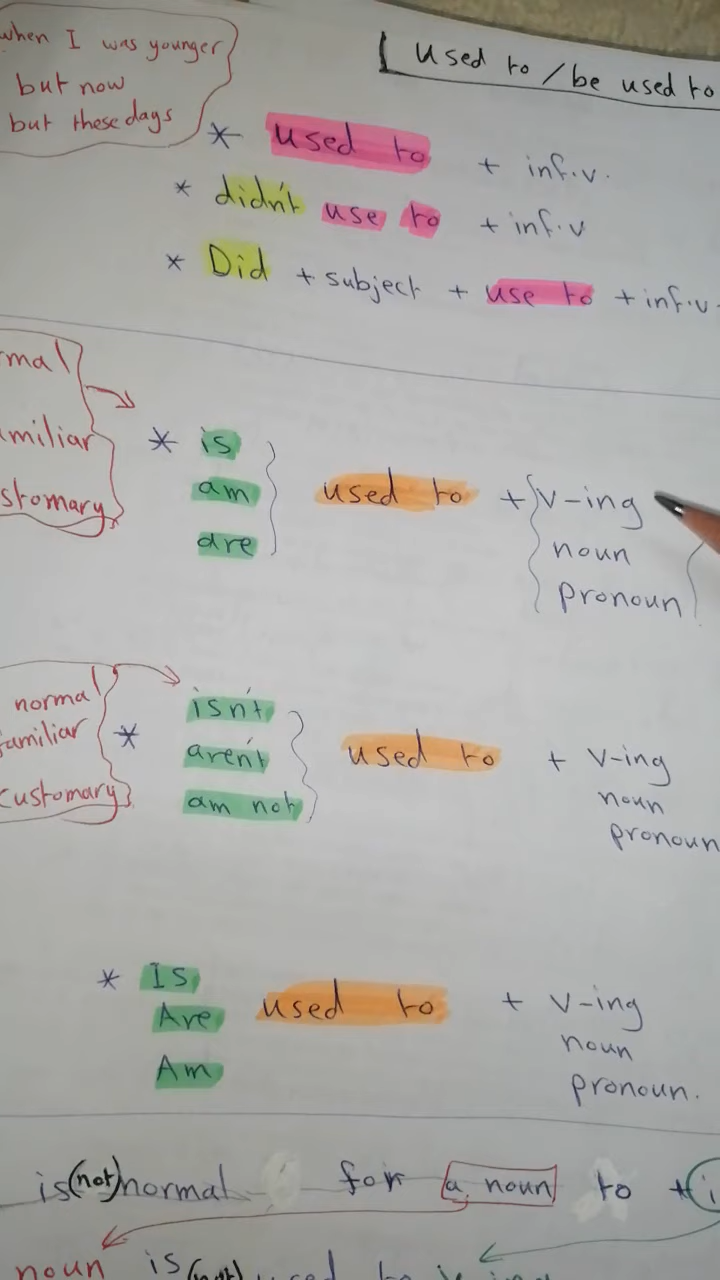 used to / be used to
when I was younger
but now
but these days
* used to + inf.v.
* didn't use to + inf.v
* Did + subject + use to + inf.v.
mal
miliar
stomary
* is
am
are
used to + v-ing
noun
pronoun
normal
familiar
customary
* isn't
aren't
am not
used to + v-ing
noun
pronoun
* Is
Are
Am
used to + v-ing
noun
pronoun.
is (not) normal for a noun to + i
noun is (not) used to